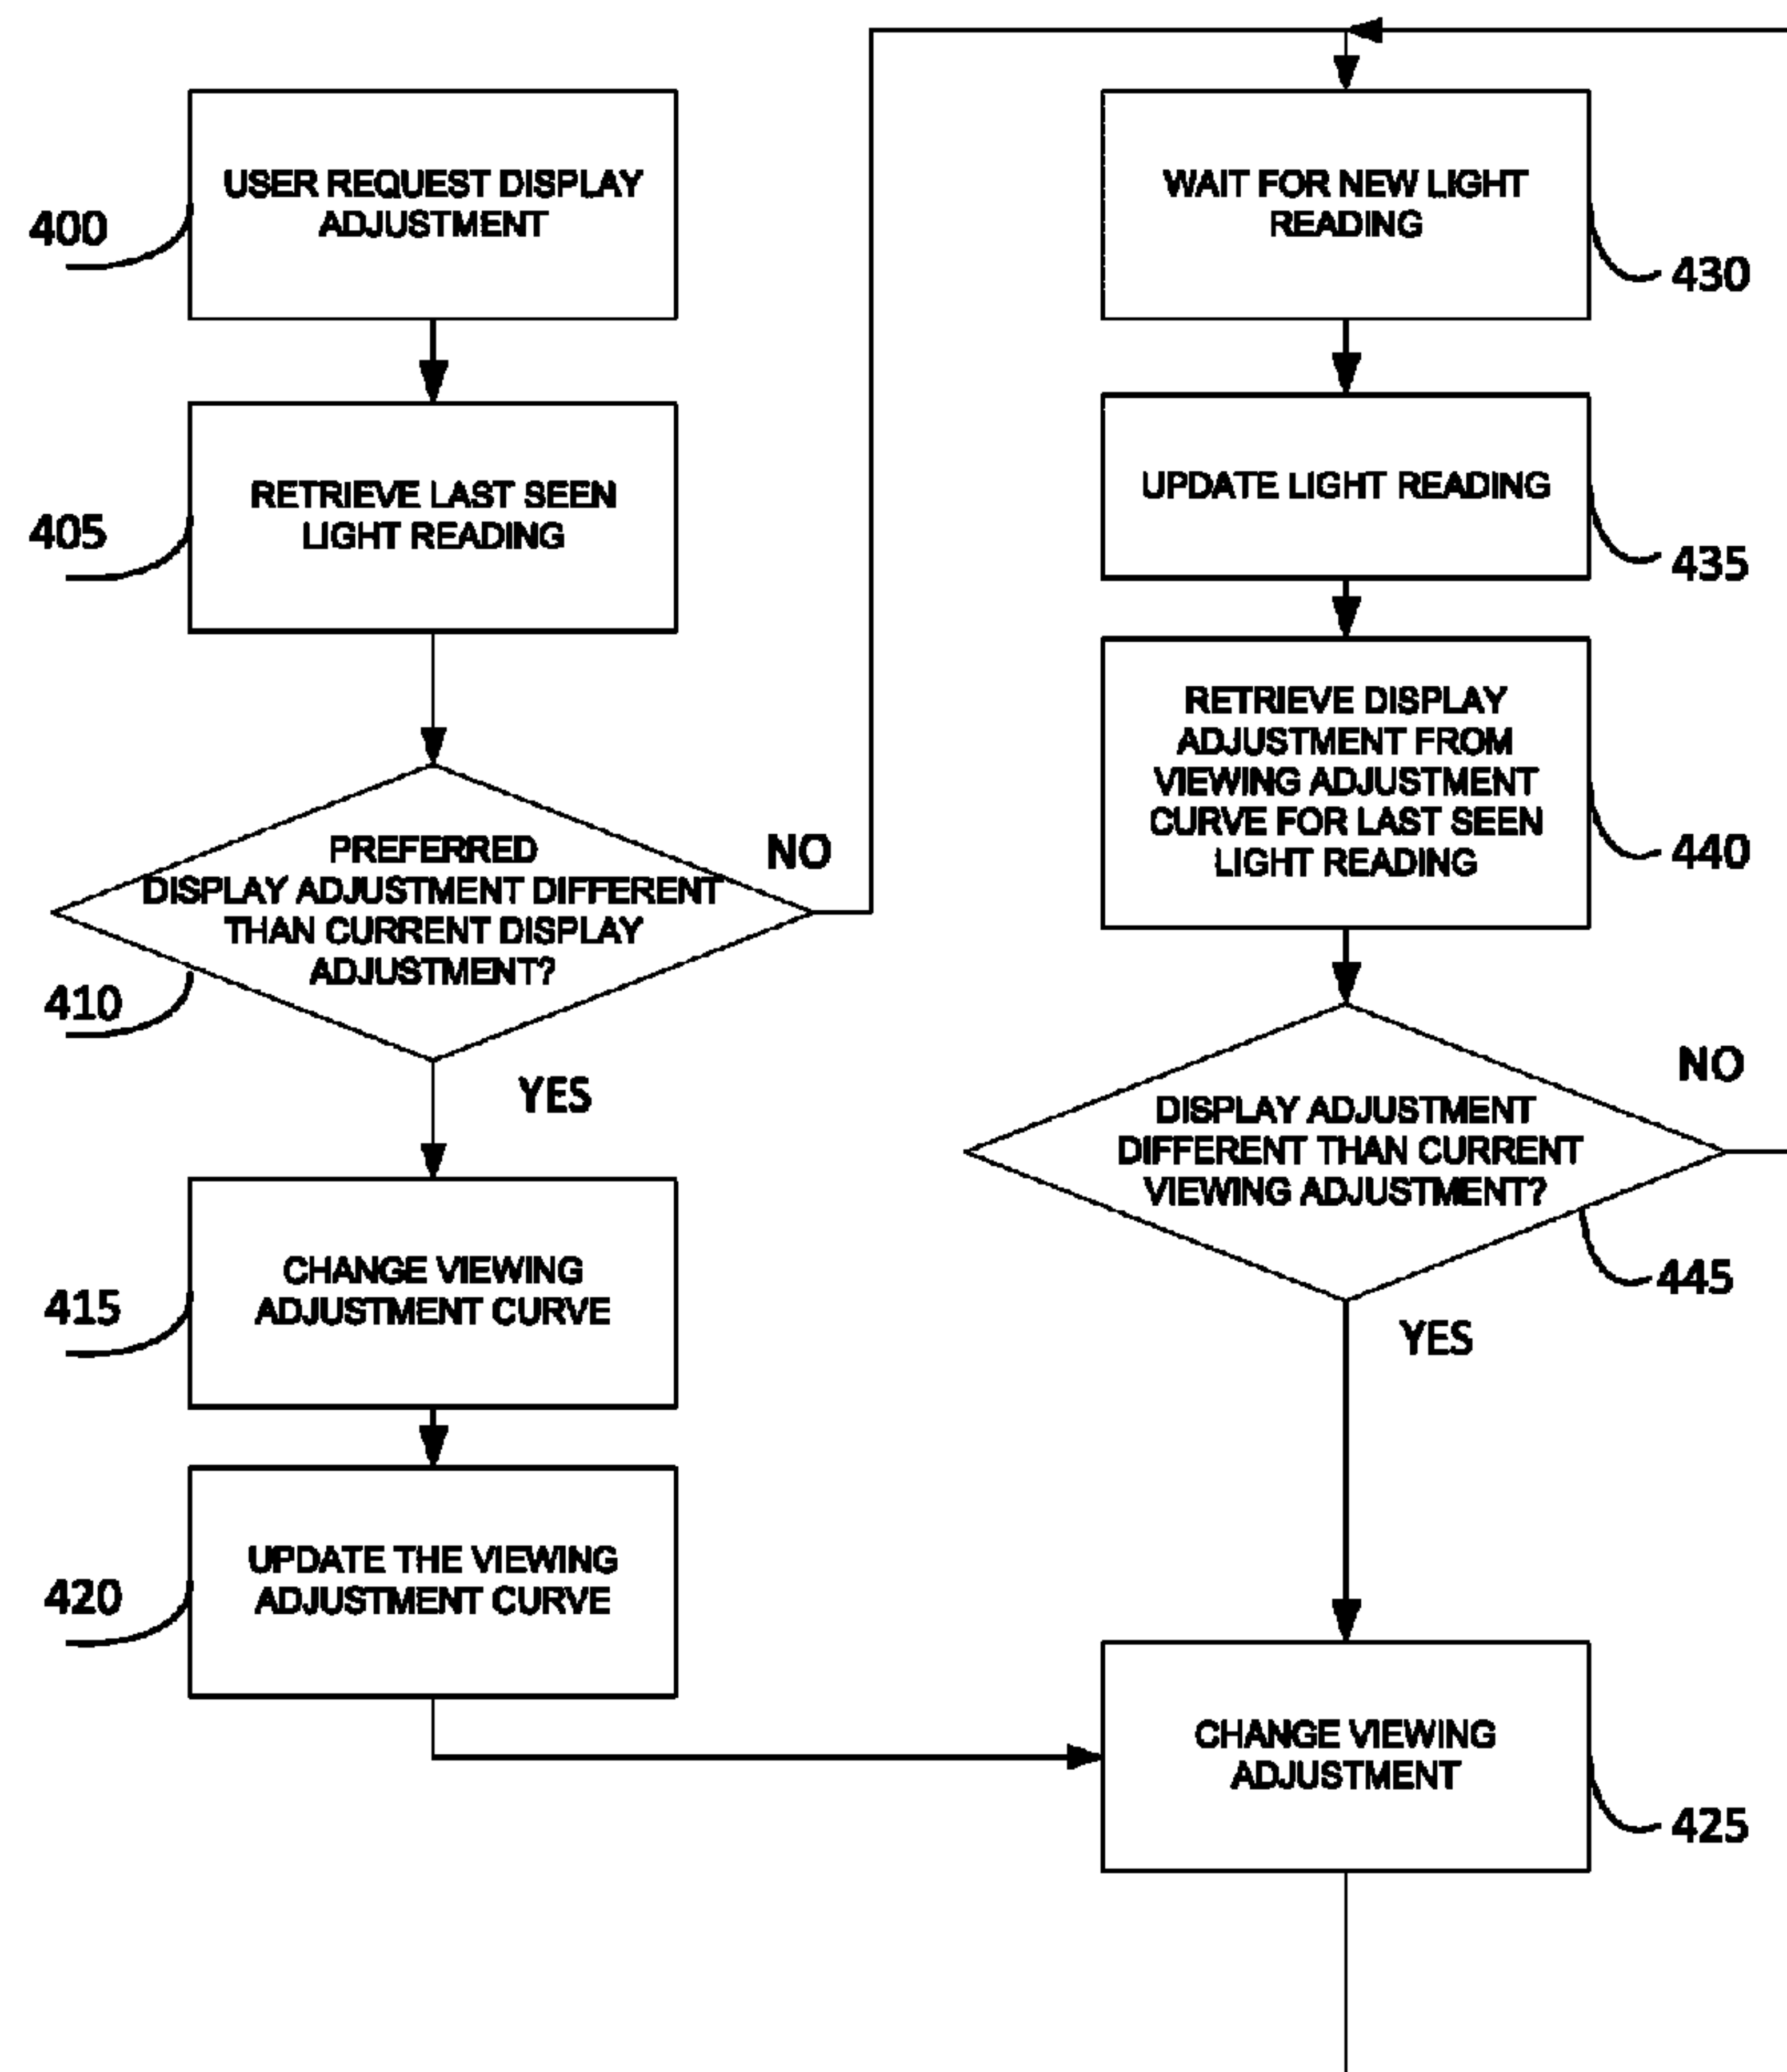 USER REQUEST DISPLAY
ADJUSTMENT
400
RETRIEVE LAST SEEN
LIGHT READING
405
PREFERRED
DISPLAY ADJUSTMENT DIFFERENT
THAN CURRENT DISPLAY
ADJUSTMENT?
410
NO
YES
CHANGE VIEWING
ADJUSTMENT CURVE
415
UPDATE THE VIEWING
ADJUSTMENT CURVE
420
WAIT FOR NEW LIGHT
READING
430
UPDATE LIGHT READING
435
RETRIEVE DISPLAY
ADJUSTMENT FROM
VIEWING ADJUSTMENT
CURVE FOR LAST SEEN
LIGHT READING
440
DISPLAY ADJUSTMENT
DIFFERENT THAN CURRENT
VIEWING ADJUSTMENT?
NO
445
YES
CHANGE VIEWING
ADJUSTMENT
425